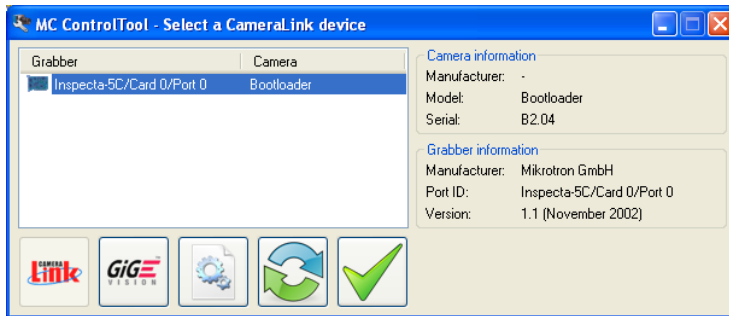 MC ControlTool - Select a CameraLink device
Grabber Camera
Inspecta-5C/Card 0/Port 0 Bootloader
Camera information
Manufacturer: -
Model: Bootloader
Serial: B2.04
Grabber information
Manufacturer: Mikrotron GmbH
Port ID: Inspecta-5C/Card 0/Port 0
Version: 1.1 (November 2002)
CAMERA
Link
GiGE
VISION